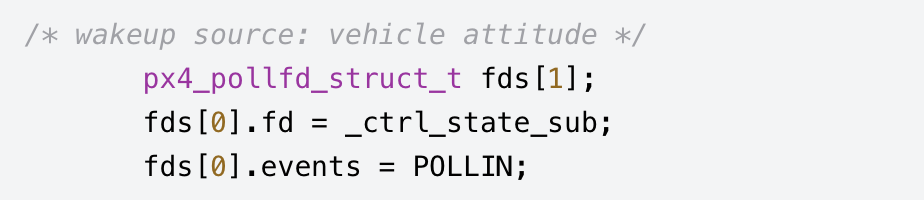 /* wakeup source: vehicle attitude */
px4_pollfd_struct_t fds[1];
fds[0].fd = _ctrl_state_sub;
fds[0].events = POLLIN;